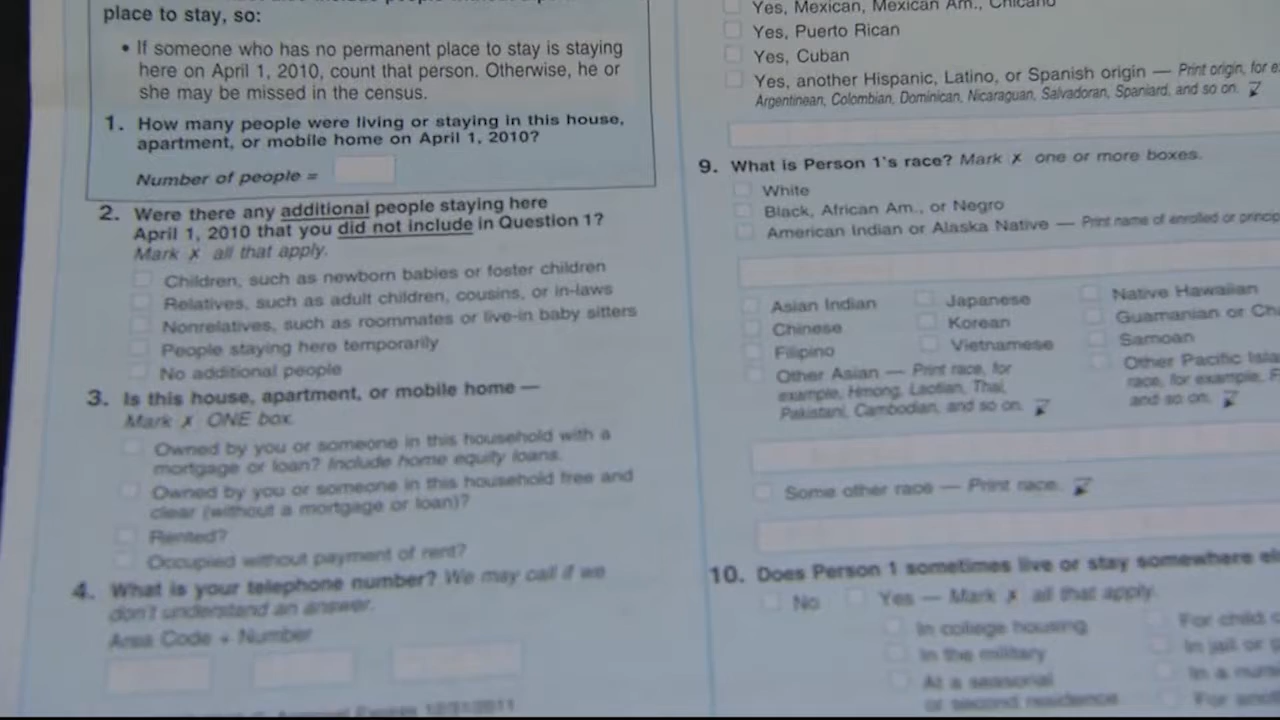 place to stay, so:
• If someone who has no permanent place to stay is staying
here on April 1, 2010, count that person. Otherwise, he or
she may be missed in the census.
1. How many people were living or staying in this house,
apartment, or mobile home on April 1, 2010?
Number of people =
2. Were there any additional people staying here
April 1, 2010 that you did not include in Question 1?
Mark ✗ all that apply.
Children, such as newborn babies or foster children
Relatives, such as adult children, cousins, or in-laws
Nonrelatives, such as roommates or live-in baby sitters
People staying here temporarily
No additional people
3. Is this house, apartment, or mobile home —
Mark ✗ ONE box.
Owned by you or someone in this household with a
mortgage or loan? Include home equity loans.
Owned by you or someone in this household free and
clear (without a mortgage or loan)?
Rented?
Occupied without payment of rent?
4. What is your telephone number? We may call if we
don't understand an answer.
Area Code + Number
12/31/2011
Yes, Mexican, Mexican Am., Chicano
Yes, Puerto Rican
Yes, Cuban
Yes, another Hispanic, Latino, or Spanish origin — Print origin, for
Argentinean, Colombian, Dominican, Nicaraguan, Salvadoran, Spaniard, and so on.
9. What is Person 1's race? Mark ✗ one or more boxes.
White
Black, African Am., or Negro
American Indian or Alaska Native — Print name of enrolled or
Asian Indian
Chinese
Filipino
Other Asian — Print race, for
example, Hmong, Laotian, Thai,
Pakistani, Cambodian, and so on.
Japanese
Korean
Vietnamese
Native Hawaiian
Guamanian or
Samoan
Other Pacific
race, for example,
and so on.
Some other race — Print race.
10. Does Person 1 sometimes live or stay somewhere
No
Yes — Mark ✗ all that apply.
In college housing
In the military
At a seasonal
or second residence
For child
In jail or
In a
For